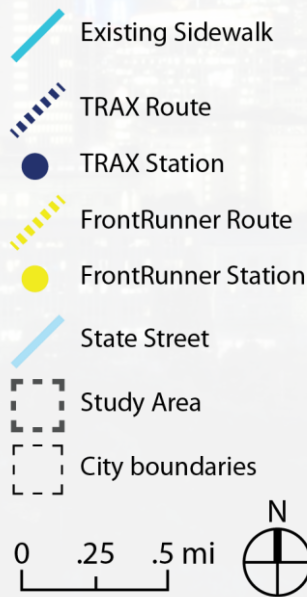 Existing Sidewalk
TRAX Route
TRAX Station
FrontRunner Route
FrontRunner Station
State Street
Study Area
City boundaries
N
0 .25 .5 mi